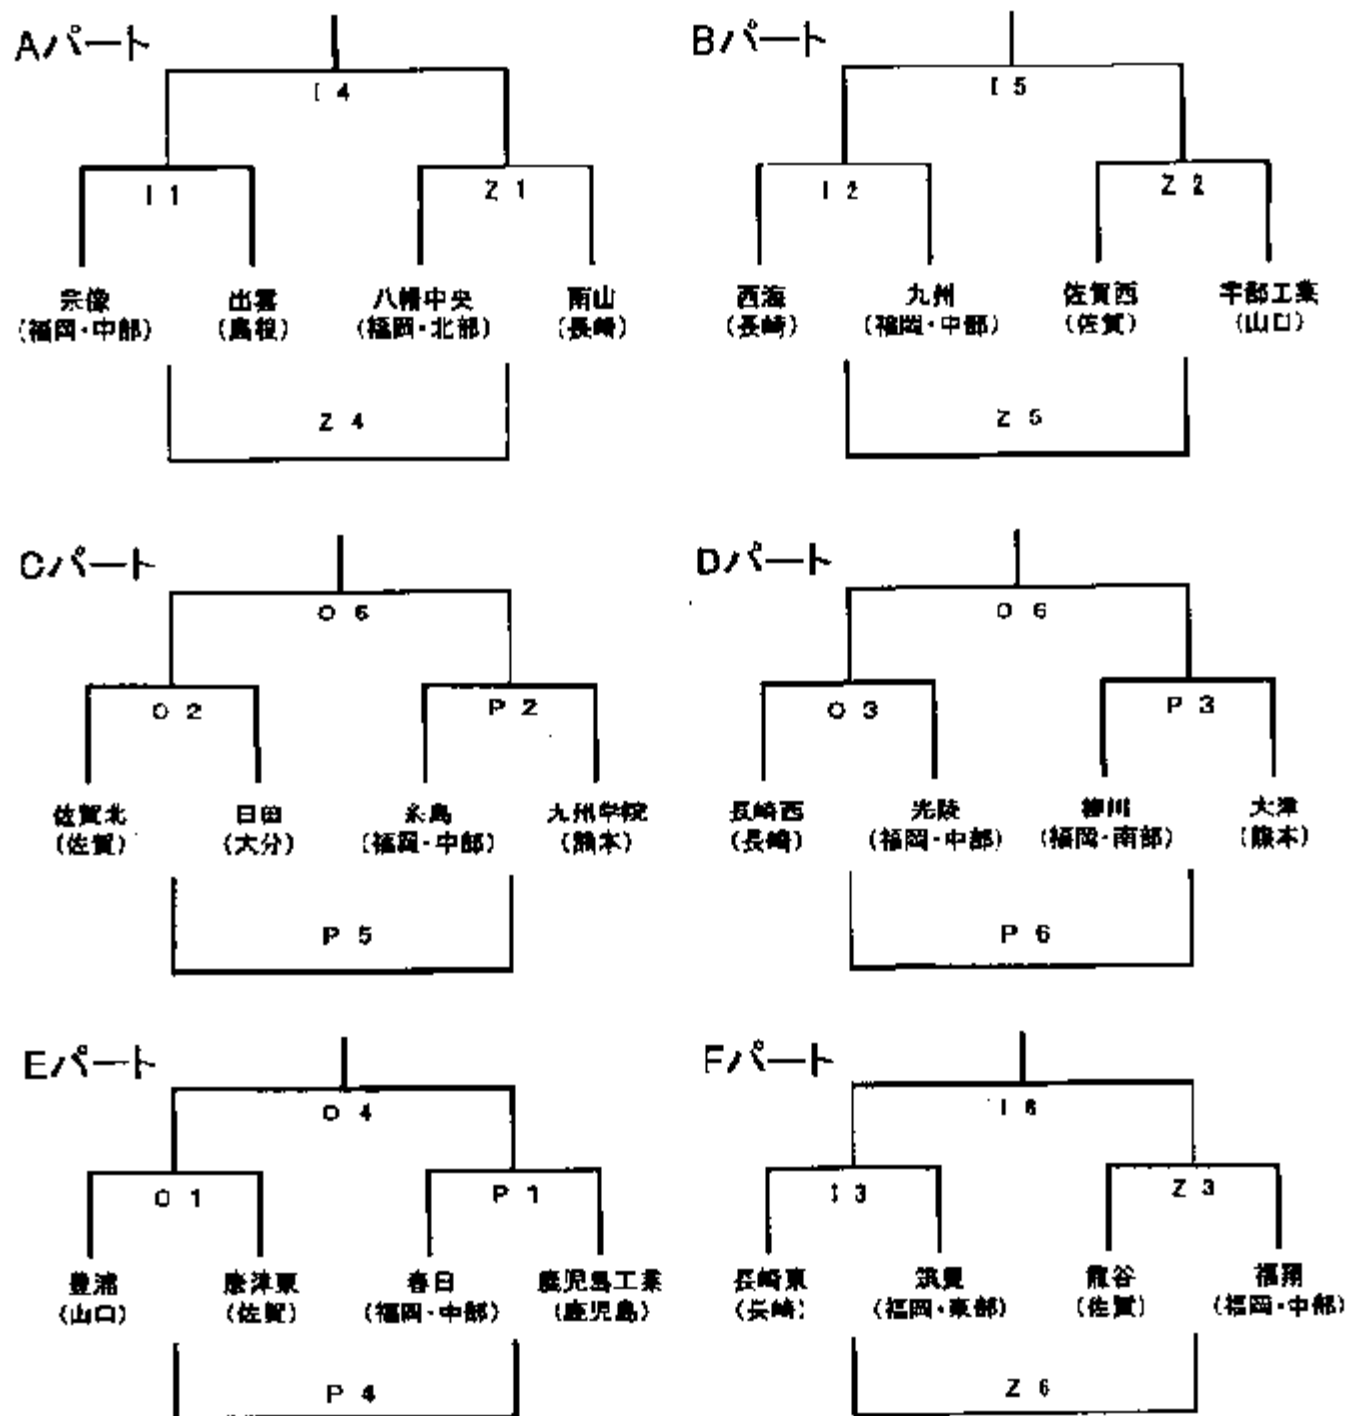 Aパート
Bパート
I 4
I 5
I 1
Z 1
I 2
Z 2
宗像 出雲 八幡中央 南山
(福岡・中部) (島根) (福岡・北部) (長崎)
西海 九州 佐賀西 宇部工業
(長崎) (福岡・中部) (佐賀) (山口)
Z 4
Z 5
Cパート
Dパート
O 5
O 6
O 2
P 2
O 3
P 3
佐賀北 日田 糸島 九州学院
(佐賀) (大分) (福岡・中部) (熊本)
長崎西 光陵 柳川 大津
(長崎) (福岡・中部) (福岡・南部) (熊本)
P 5
P 6
Eパート
Fパート
O 4
I 6
O 1
P 1
I 3
Z 3
豊浦 唐津東 春日 鹿児島工業
(山口) (佐賀) (福岡・中部) (鹿児島)
長崎東 筑豊 龍谷 福翔
(長崎) (福岡・東部) (佐賀) (福岡・中部)
P 4
Z 6